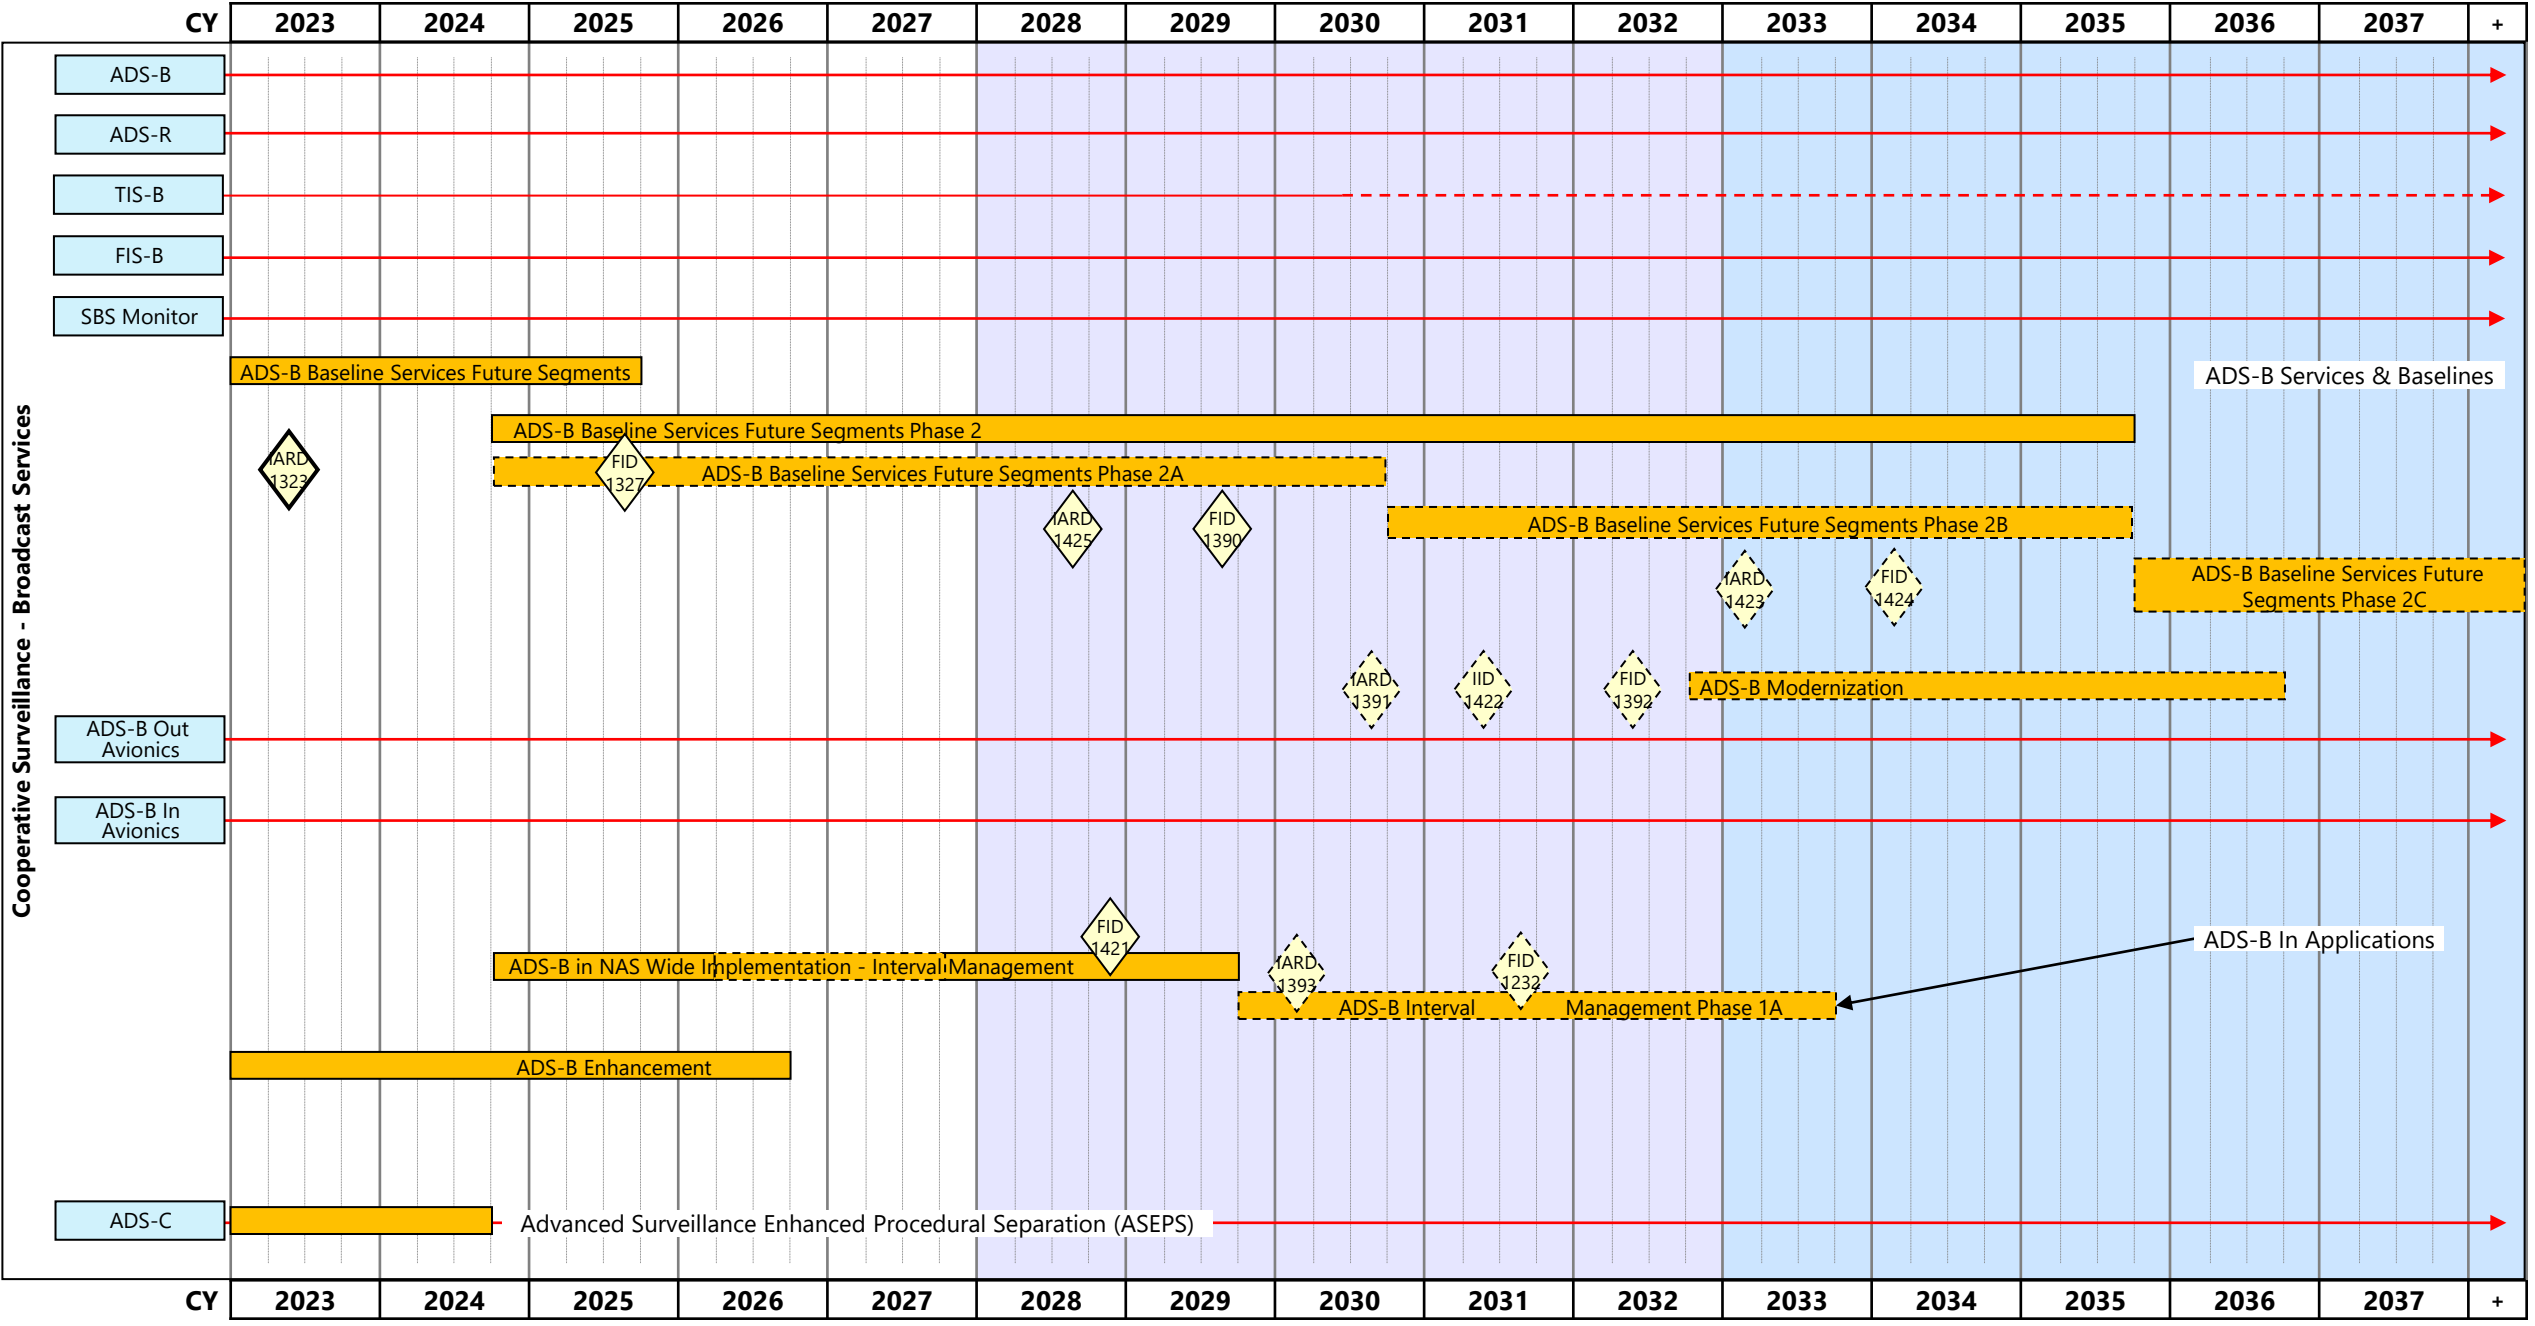 CY 2023 2024 2025 2026 2027 2028 2029 2030 2031 2032 2033 2034 2035 2036 2037 +
Cooperative Surveillance - Broadcast Services
ADS-B
ADS-R
TIS-B
FIS-B
SBS Monitor
ADS-B Baseline Services Future Segments
ADS-B Services & Baselines
ADS-B Baseline Services Future Segments Phase 2
IARD
1323
FID
1327
ADS-B Baseline Services Future Segments Phase 2A
IARD
1425
FID
1390
ADS-B Baseline Services Future Segments Phase 2B
IARD
1423
FID
1424
ADS-B Baseline Services Future
Segments Phase 2C
IARD
1391
IID
1422
FID
1392
ADS-B Modernization
ADS-B Out
Avionics
ADS-B In
Avionics
FID
1421
ADS-B in NAS Wide Implementation - Interval Management
IARD
1393
FID
1232
ADS-B In Applications
ADS-B Interval Management Phase 1A
ADS-B Enhancement
ADS-C
Advanced Surveillance Enhanced Procedural Separation (ASEPS)
CY 2023 2024 2025 2026 2027 2028 2029 2030 2031 2032 2033 2034 2035 2036 2037 +